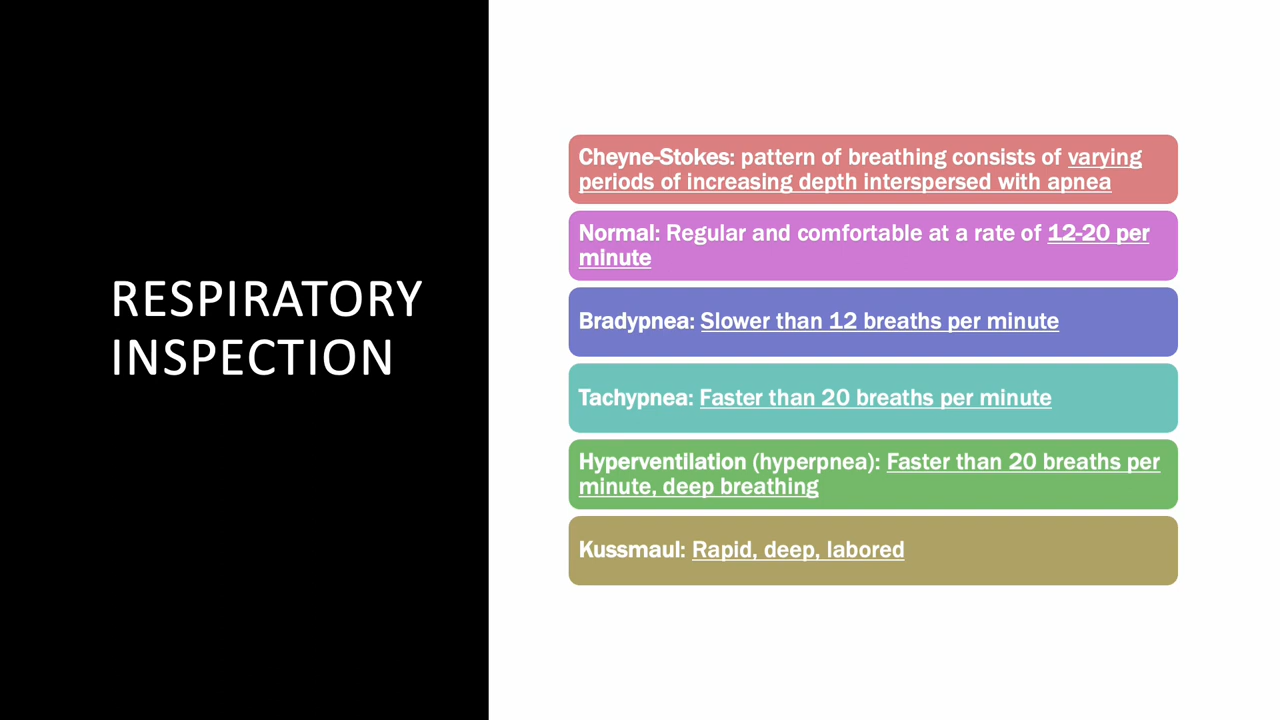 RESPIRATORY
INSPECTION
Cheyne-Stokes: pattern of breathing consists of varying
periods of increasing depth interspersed with apnea
Normal: Regular and comfortable at a rate of 12-20 per
minute
Bradypnea: Slower than 12 breaths per minute
Tachypnea: Faster than 20 breaths per minute
Hyperventilation (hyperpnea): Faster than 20 breaths per
minute, deep breathing
Kussmaul: Rapid, deep, labored